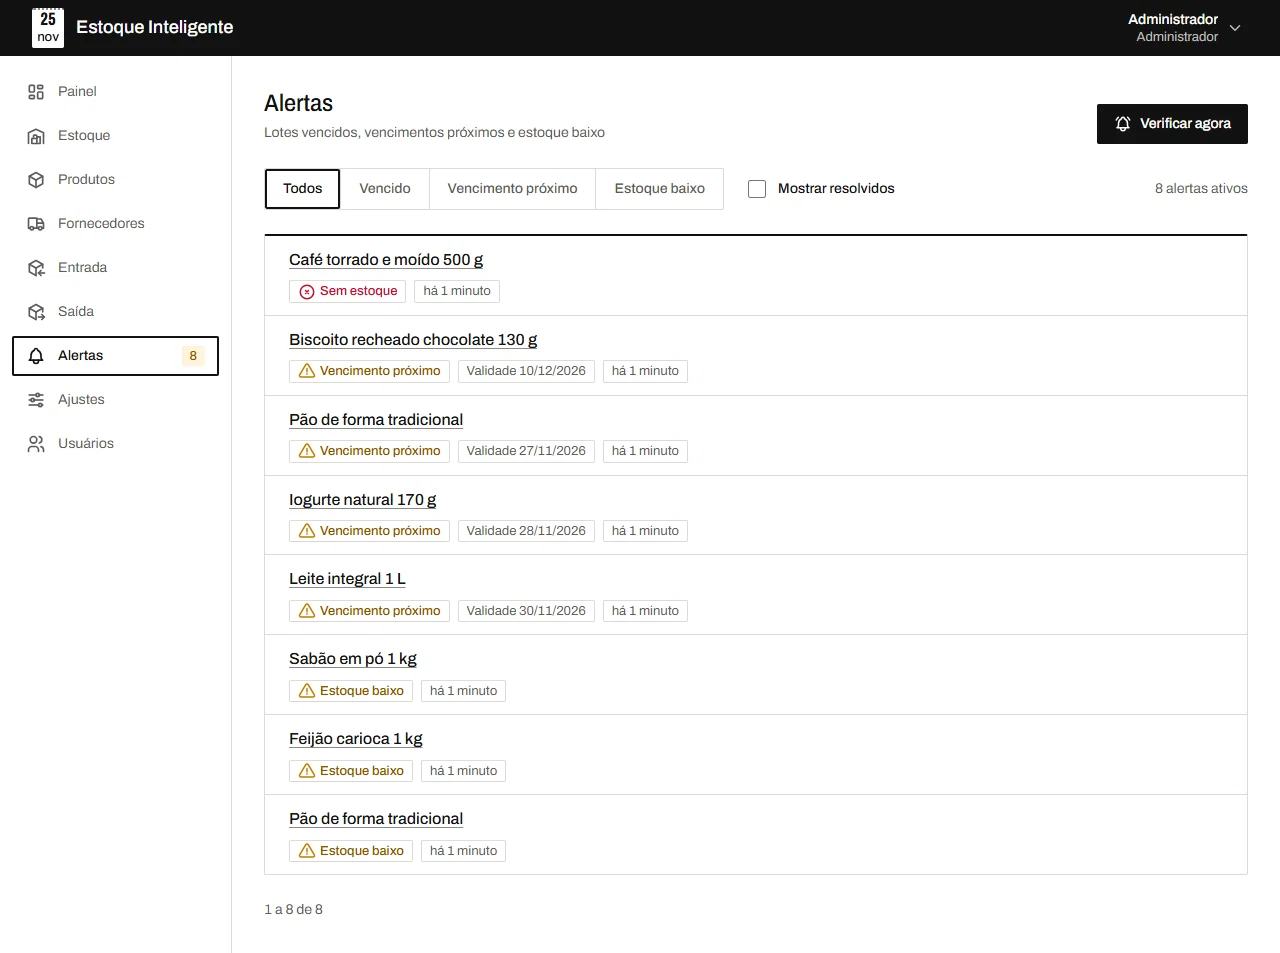 25
nov
Estoque Inteligente
Administrador
Administrador
Painel
Estoque
Produtos
Fornecedores
Entrada
Saída
Alertas 8
Ajustes
Usuários
Alertas
Lotes vencidos, vencimentos próximos e estoque baixo
Verificar agora
Todos Vencido Vencimento próximo Estoque baixo Mostrar resolvidos 8 alertas ativos
Café torrado e moído 500 g
Sem estoque há 1 minuto
Biscoito recheado chocolate 130 g
Vencimento próximo Validade 10/12/2026 há 1 minuto
Pão de forma tradicional
Vencimento próximo Validade 27/11/2026 há 1 minuto
Iogurte natural 170 g
Vencimento próximo Validade 28/11/2026 há 1 minuto
Leite integral 1 L
Vencimento próximo Validade 30/11/2026 há 1 minuto
Sabão em pó 1 kg
Estoque baixo há 1 minuto
Feijão carioca 1 kg
Estoque baixo há 1 minuto
Pão de forma tradicional
Estoque baixo há 1 minuto
1 a 8 de 8